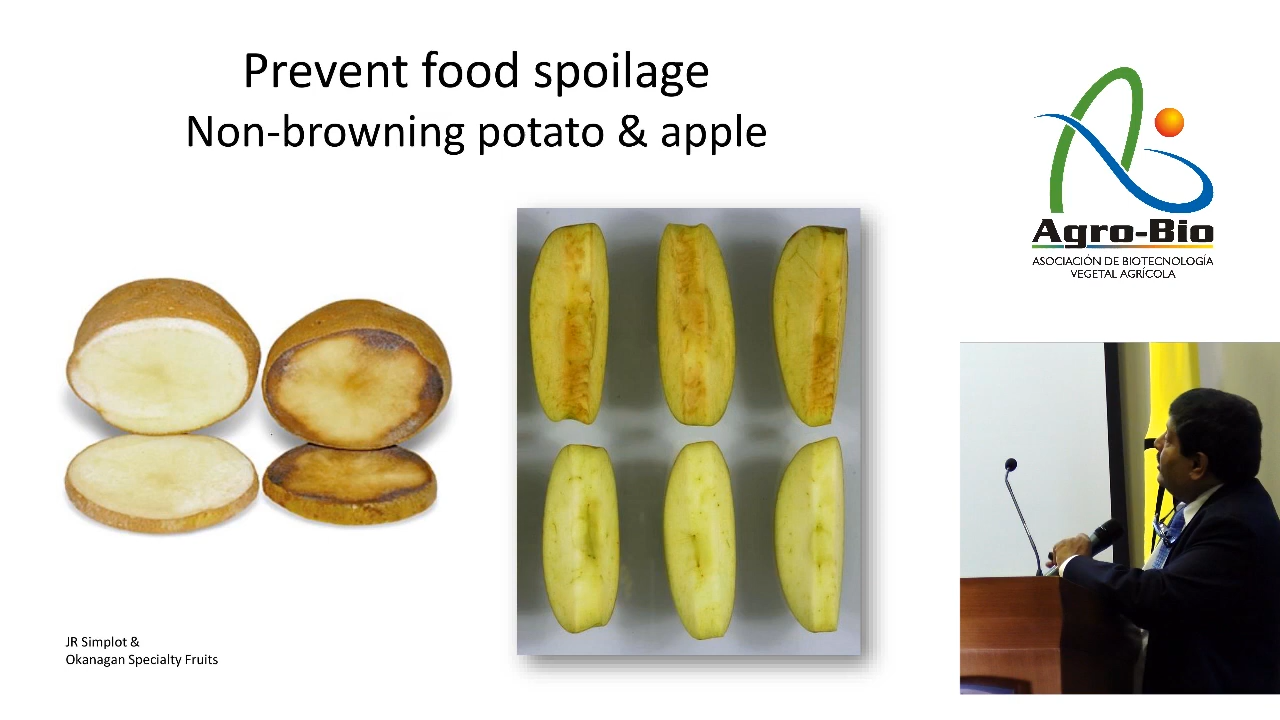 Prevent food spoilage
Non-browning potato & apple
Agro-Bio
ASOCIACIÓN DE BIOTECNOLOGÍA
VEGETAL AGRÍCOLA
JR Simplot &
Okanagan Specialty Fruits